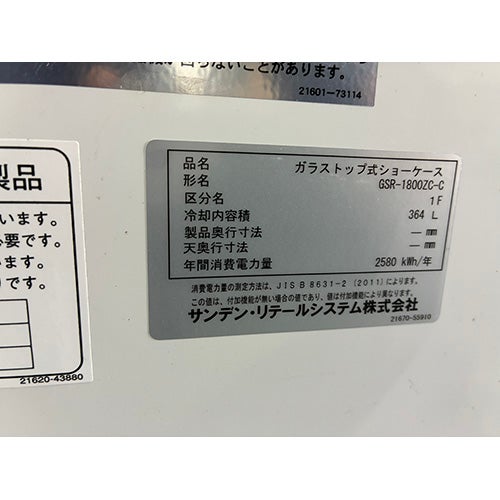 らないことがあります。
21601-73114
製品
います。
必要です。
います。
りです。
21620-43880
品名 ガラストップ式ショーケース
形名 GSR-1800ZC-C
区分名 1F
冷却内容積 364 L
製品奥行寸法 ― mm
天奥行寸法 ― mm
年間消費電力量 2580 kWh/年
消費電力量の測定方法は、JIS B 8631-2 (2011)によります。
この値は、付加機能が無い場合の値であり、値は付加機能により異なります。
サンデン・リテールシステム株式会社
21670-55910